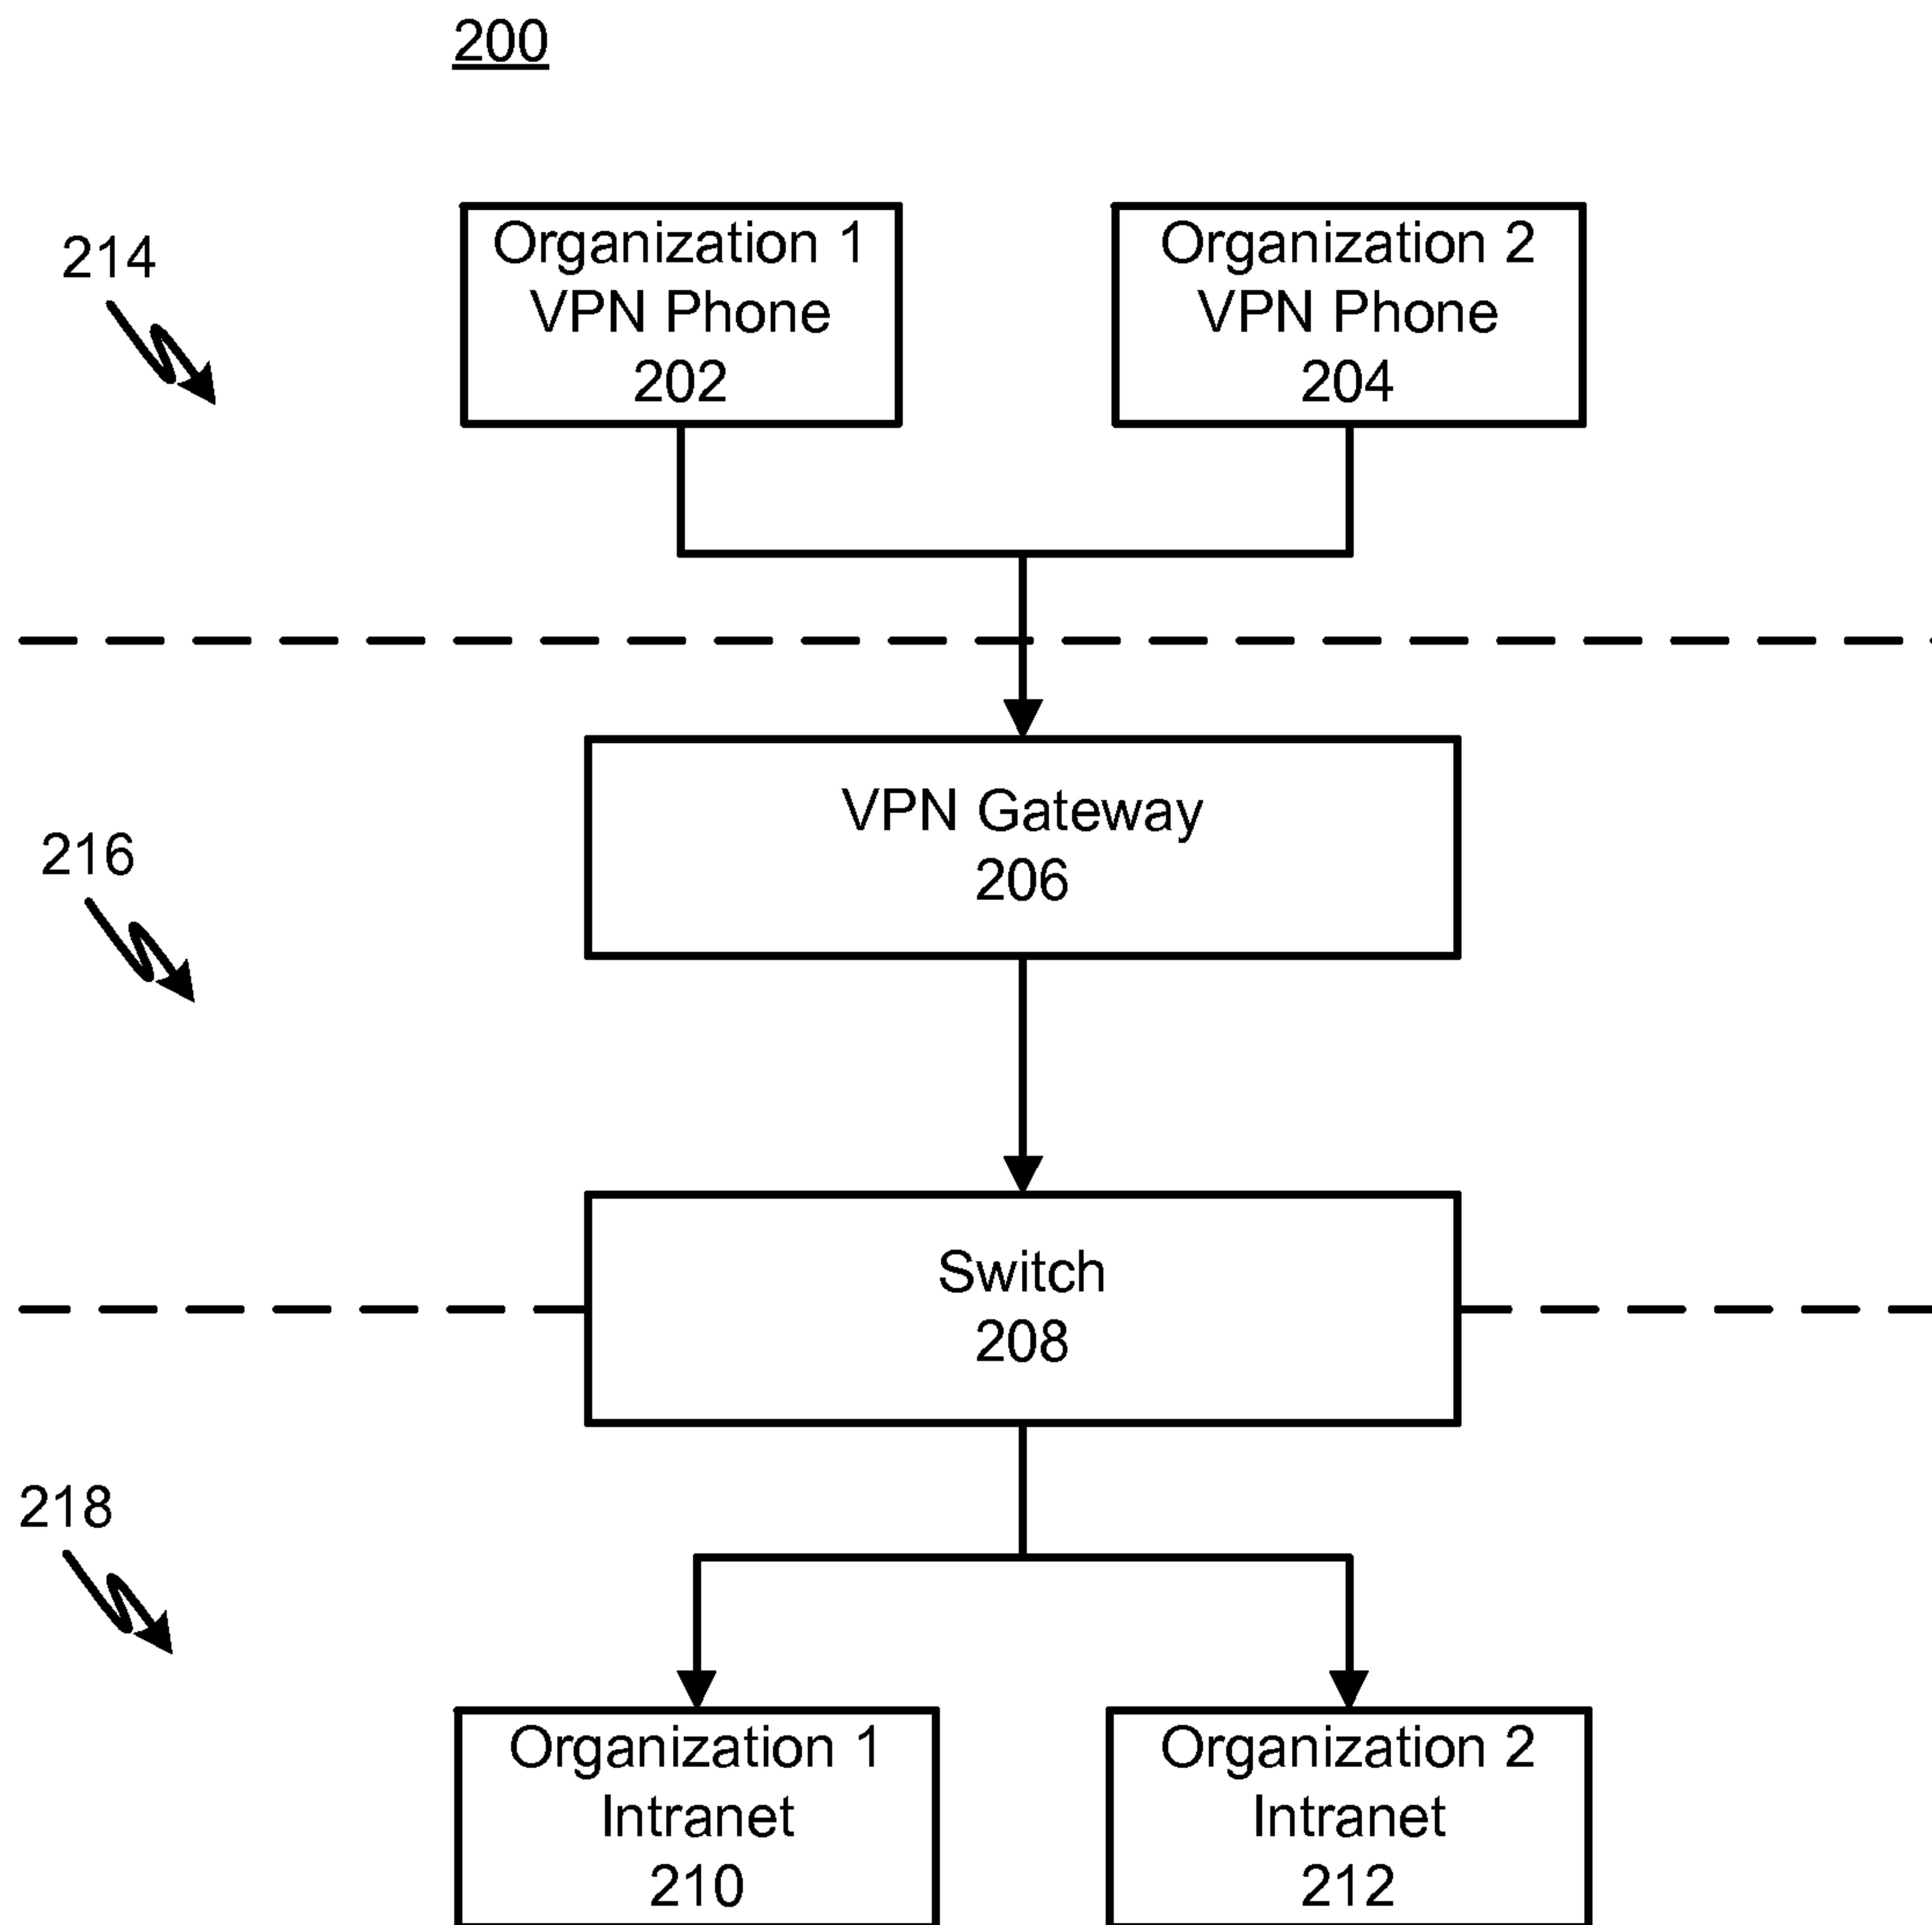 200
214
Organization 1
VPN Phone
202
Organization 2
VPN Phone
204
216
VPN Gateway
206
Switch
208
218
Organization 1
Intranet
210
Organization 2
Intranet
212